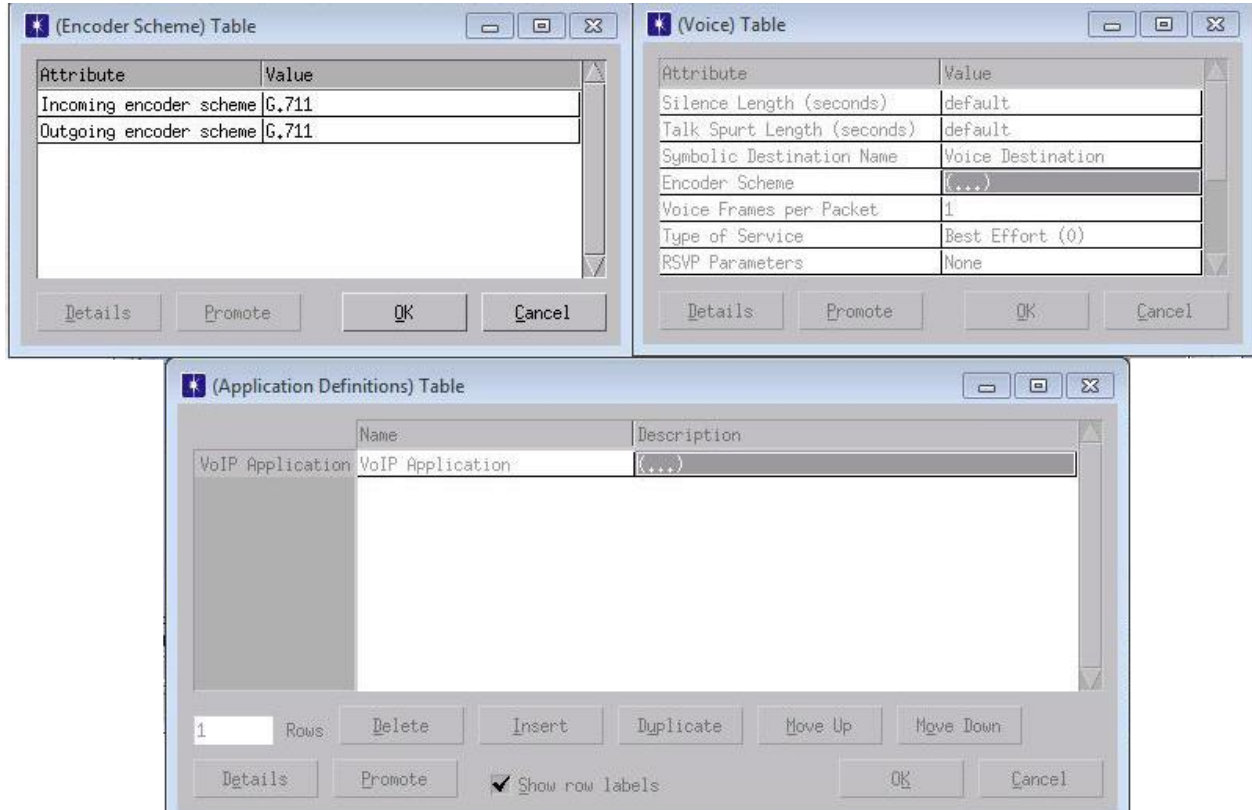 (Encoder Scheme) Table
Attribute Value
Incoming encoder scheme G.711
Outgoing encoder scheme G.711
Details Promote OK Cancel
(Voice) Table
Attribute Value
Silence Length (seconds) default
Talk Spurt Length (seconds) default
Symbolic Destination Name Voice Destination
Encoder Scheme (...)
Voice Frames per Packet 1
Type of Service Best Effort (0)
RSVP Parameters None
Details Promote OK Cancel
(Application Definitions) Table
Name Description
VoIP Application VoIP Application (...)
1 Rows Delete Insert Duplicate Move Up Move Down
Details Promote Show row labels OK Cancel